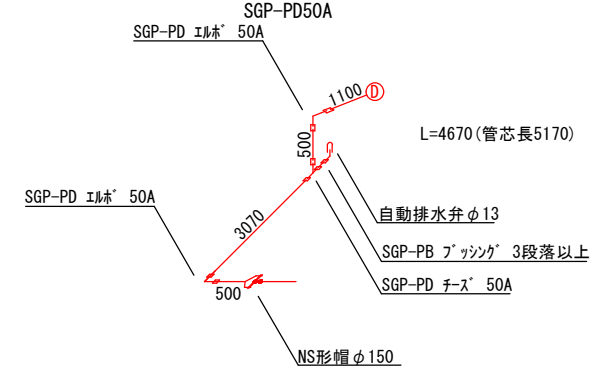 SGP-PD50A
SGP-PD ｴﾙﾎﾞ 50A
1100
D
500
L=4670(管芯長5170)
自動排水弁φ13
SGP-PD ｴﾙﾎﾞ 50A
3070
SGP-PB ﾌﾞｯｼﾝｸﾞ 3段落以上
SGP-PD ﾁｰｽﾞ 50A
500
NS形帽φ150